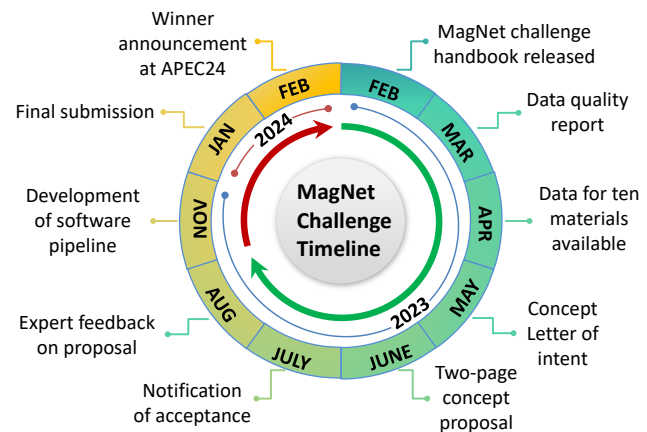 Winner
announcement
at APEC24
MagNet challenge
handbook released
Final submission
Data quality
report
Development
of software
pipeline
Data for ten
materials
available
Expert feedback
on proposal
Concept
Letter of
intent
Notification
of acceptance
Two-page
concept
proposal
FEB
MAR
APR
MAY
JUNE
JULY
AUG
NOV
JAN
FEB
2023
2024
MagNet
Challenge
Timeline